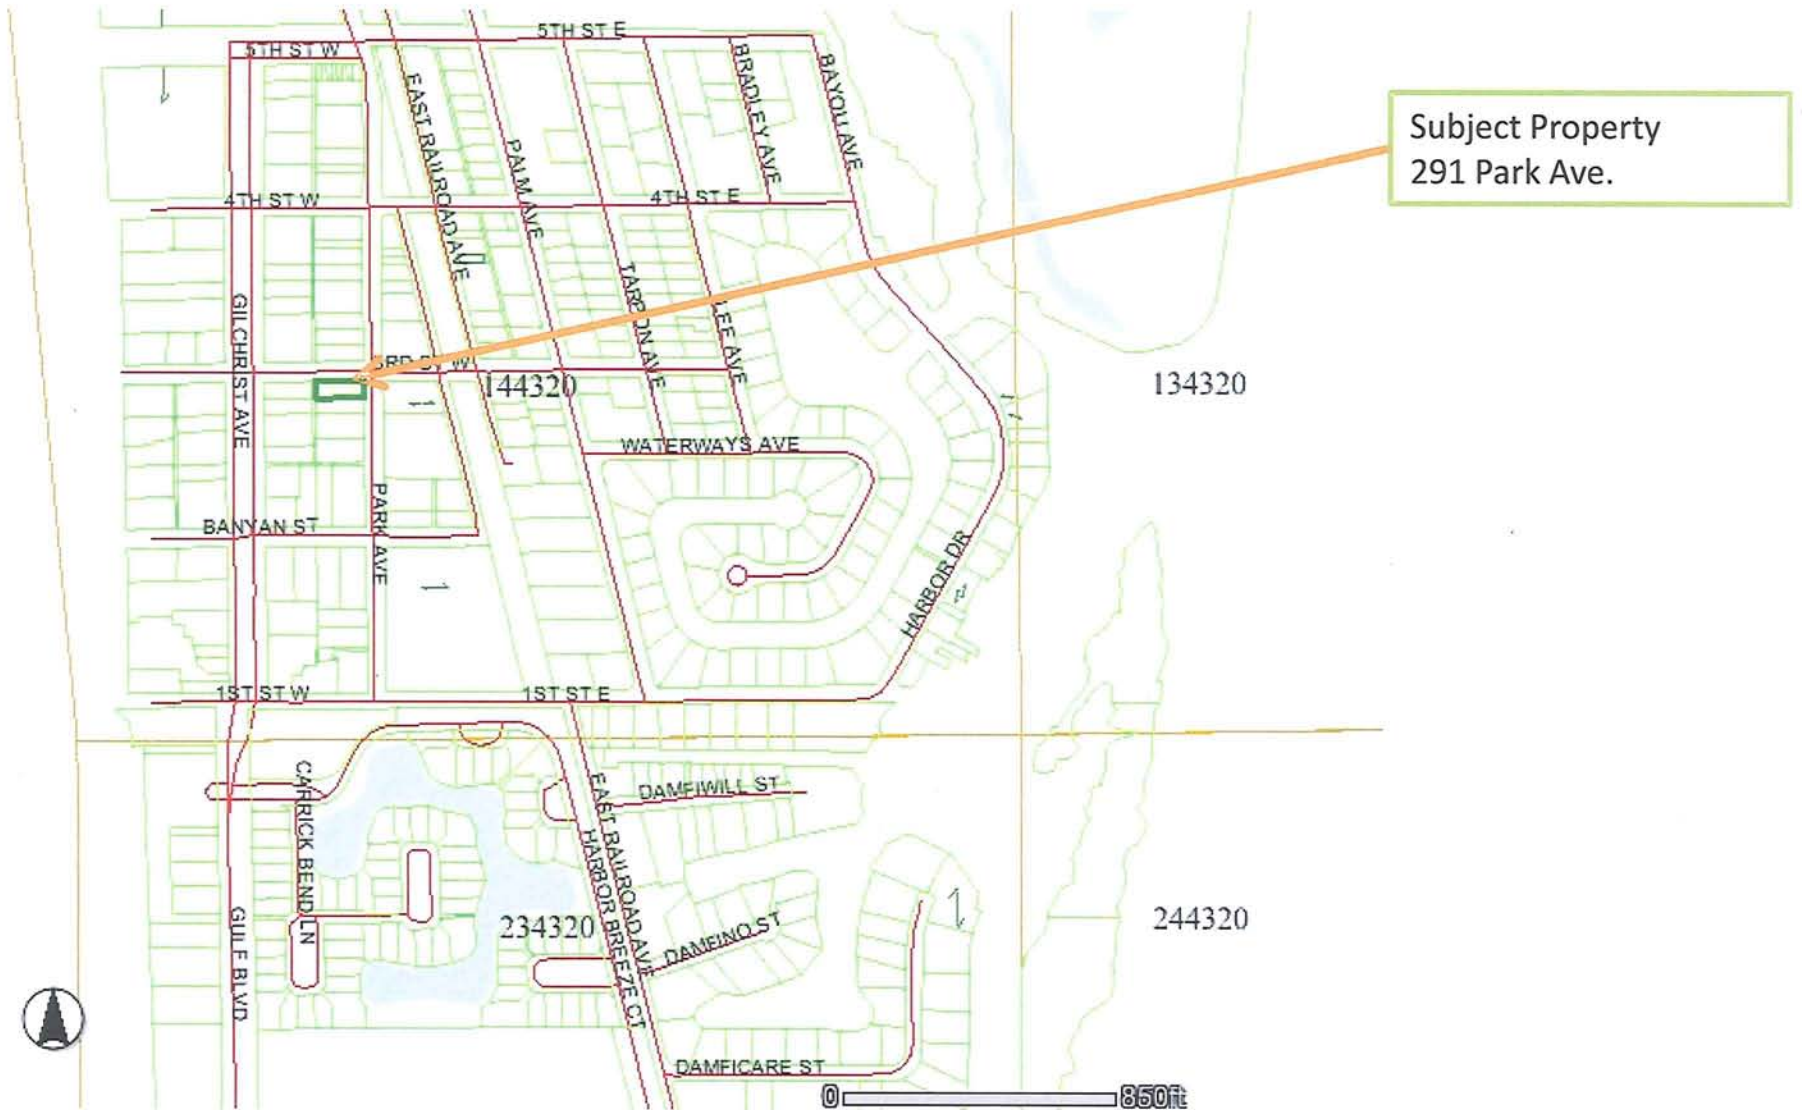 5TH ST E
5TH ST W
BRADLEY AVE
BAYOU AVE
EAST RAILROAD AVE
Subject Property
291 Park Ave.
PALM AVE
4TH ST W
4TH ST E
TARPON AVE
GILCHRIST AVE
LEE AVE
3RD ST W
144320
134320
WATERWAYS AVE
PARK AVE
BANYAN ST
HARBOR DR
1ST ST W
1ST ST E
CARRICK BEND LN
EAST RAILROAD AVE
DAMFIWILL ST
HARBOR BREEZE CT
GULF BLVD
234320
DAMFINO ST
244320
DAMFICARE ST
0
850ft